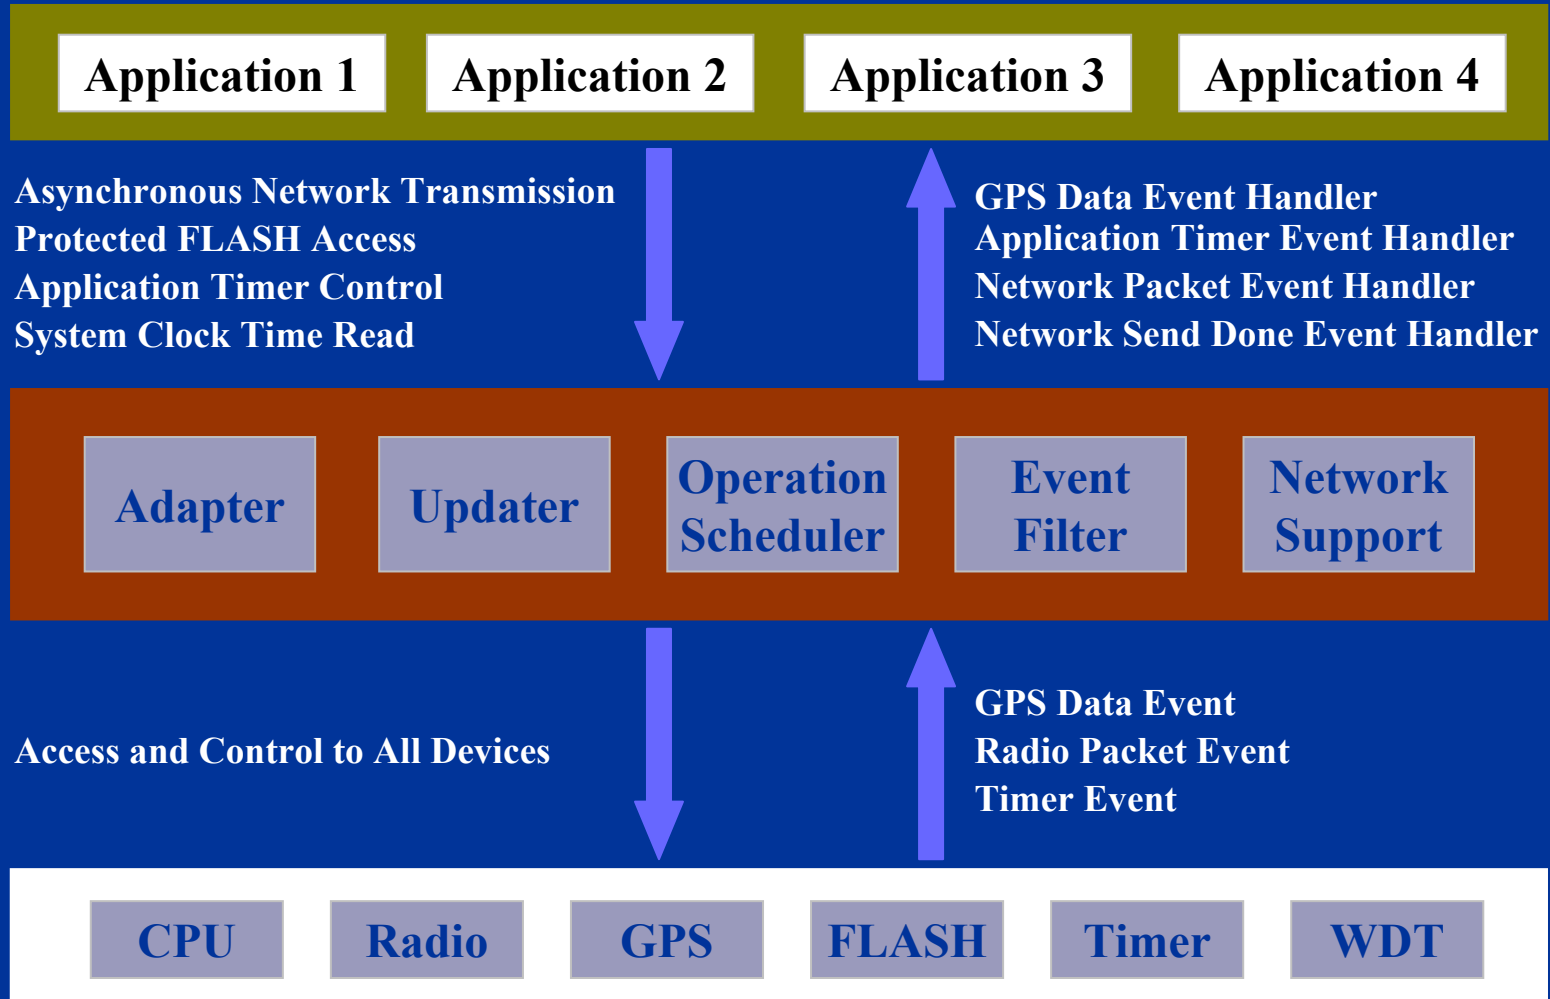 Application 1
Application 2
Application 3
Application 4
Asynchronous Network Transmission
Protected FLASH Access
Application Timer Control
System Clock Time Read
GPS Data Event Handler
Application Timer Event Handler
Network Packet Event Handler
Network Send Done Event Handler
Adapter
Updater
Operation
Scheduler
Event
Filter
Network
Support
Access and Control to All Devices
GPS Data Event
Radio Packet Event
Timer Event
CPU
Radio
GPS
FLASH
Timer
WDT